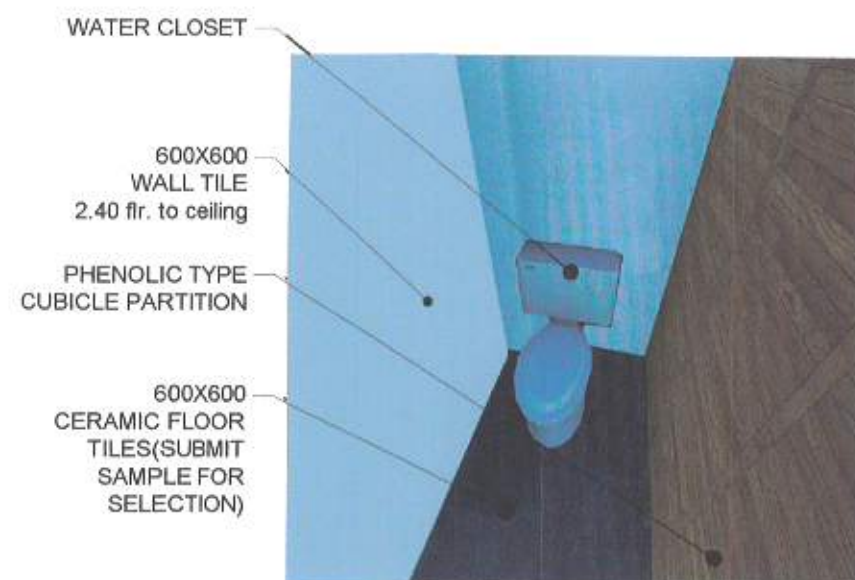 WATER CLOSET
600X600
WALL TILE
2.40 flr. to ceiling
PHENOLIC TYPE
CUBICLE PARTITION
600X600
CERAMIC FLOOR
TILES(SUBMIT
SAMPLE FOR
SELECTION)